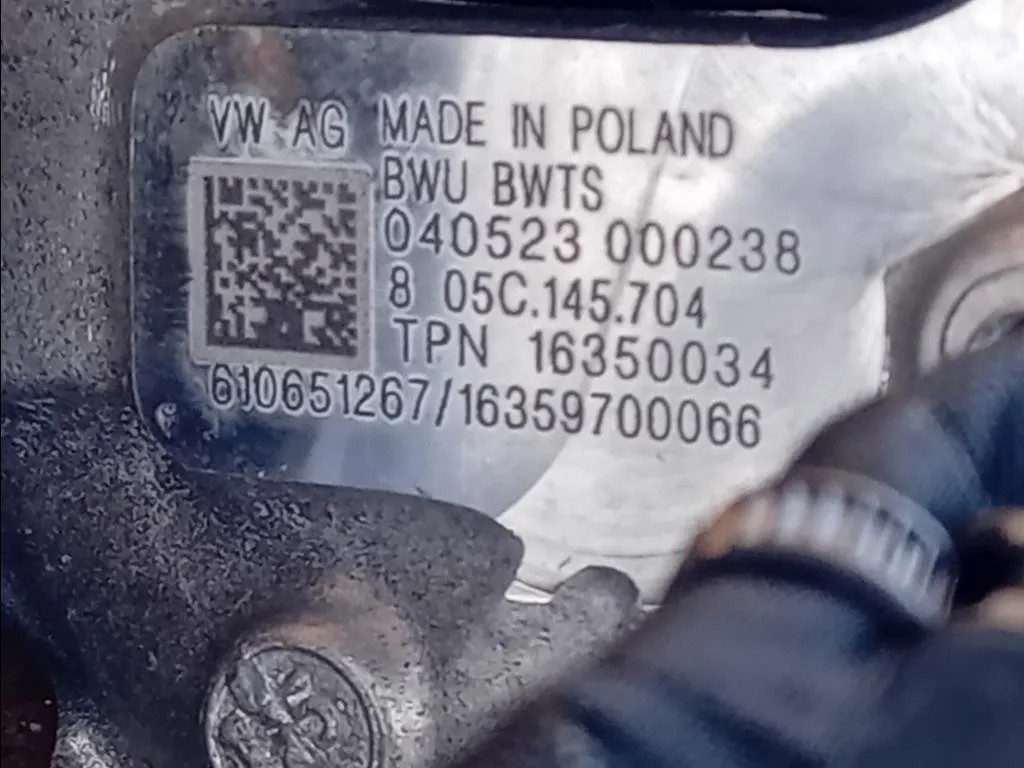 VW AG MADE IN POLAND
BWU BWTS
040523 000238
8 05C.145.704
TPN 16350034
610651267/16359700066